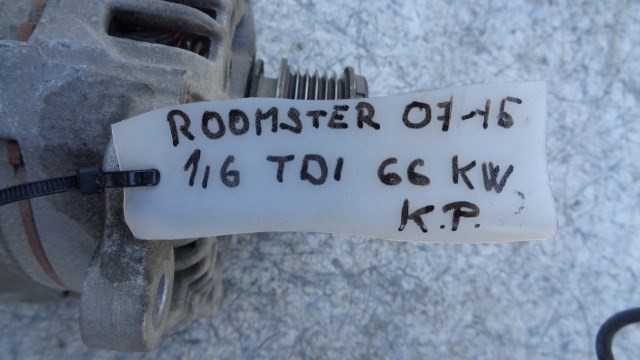 ROOMSTER 07-15
1,6 TDI 66 KW
K.P.